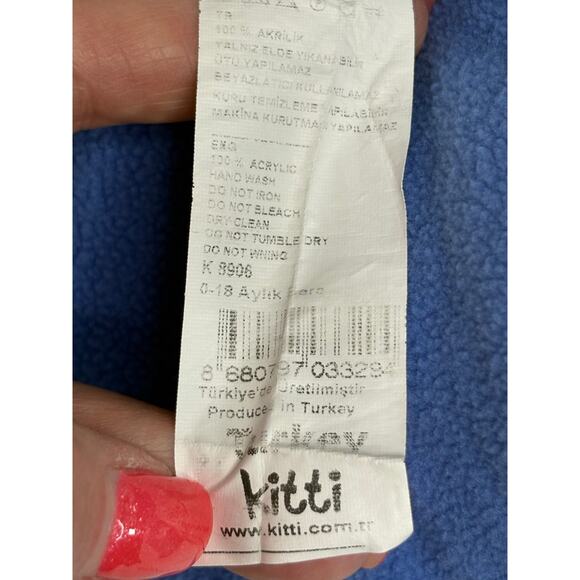 TR
100 % AKRİLİK
YALNIZ ELDE YIKANABİLİR
ÜTÜ YAPILAMAZ
BEYAZLATICI KULLANILAMAZ
KURU TEMİZLEME YAPILABİLİR
MAKİNA KURUTMASI YAPILAMAZ
ENG
100 % ACRYLIC
HAND WASH
DO NOT IRON
DO NOT BLEACH
DRY CLEAN
DO NOT TUMBLE DRY
DO NOT WNING
K 8906
0-18 Aylık
8 680797 033294
Türkiye'de Üretilmiştir
Produced in Turkey
Turkey
kitti
www.kitti.com.tr